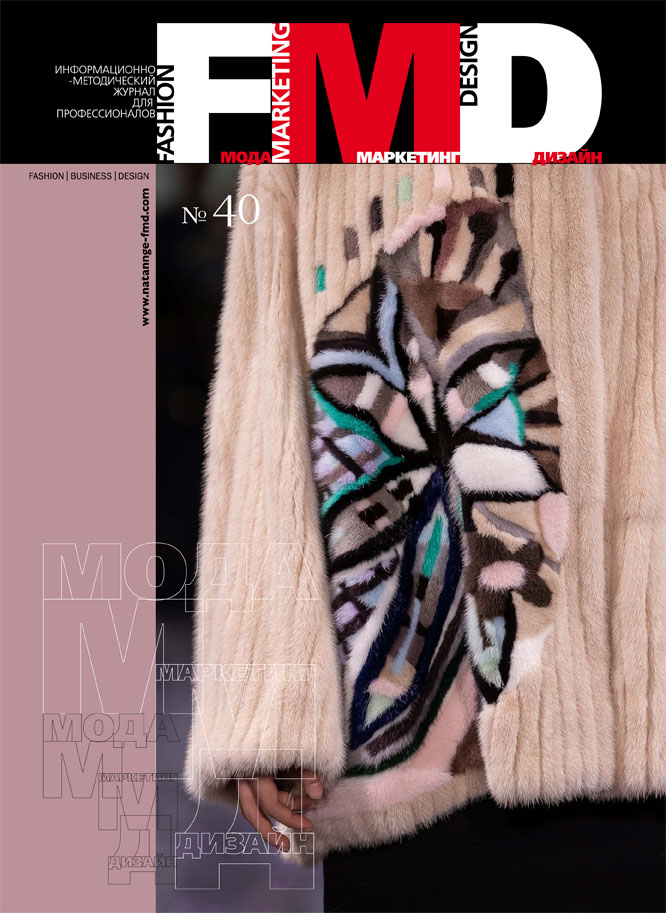 ИНФОРМАЦИОННО
-МЕТОДИЧЕСКИЙ
ЖУРНАЛ
ДЛЯ
ПРОФЕССИОНАЛОВ
FASHION
F
МОДА
MARKETING
M
МАРКЕТИНГ
DESIGN
D
ДИЗАЙН
FASHION | BUSINESS | DESIGN
www.natannge-fmd.com
№ 40
МОДА
М
МАРКЕТИНГ
М
Д
ДИЗАЙН
МОДА
М
МАРКЕТИНГ
М
Д
ДИЗАЙН